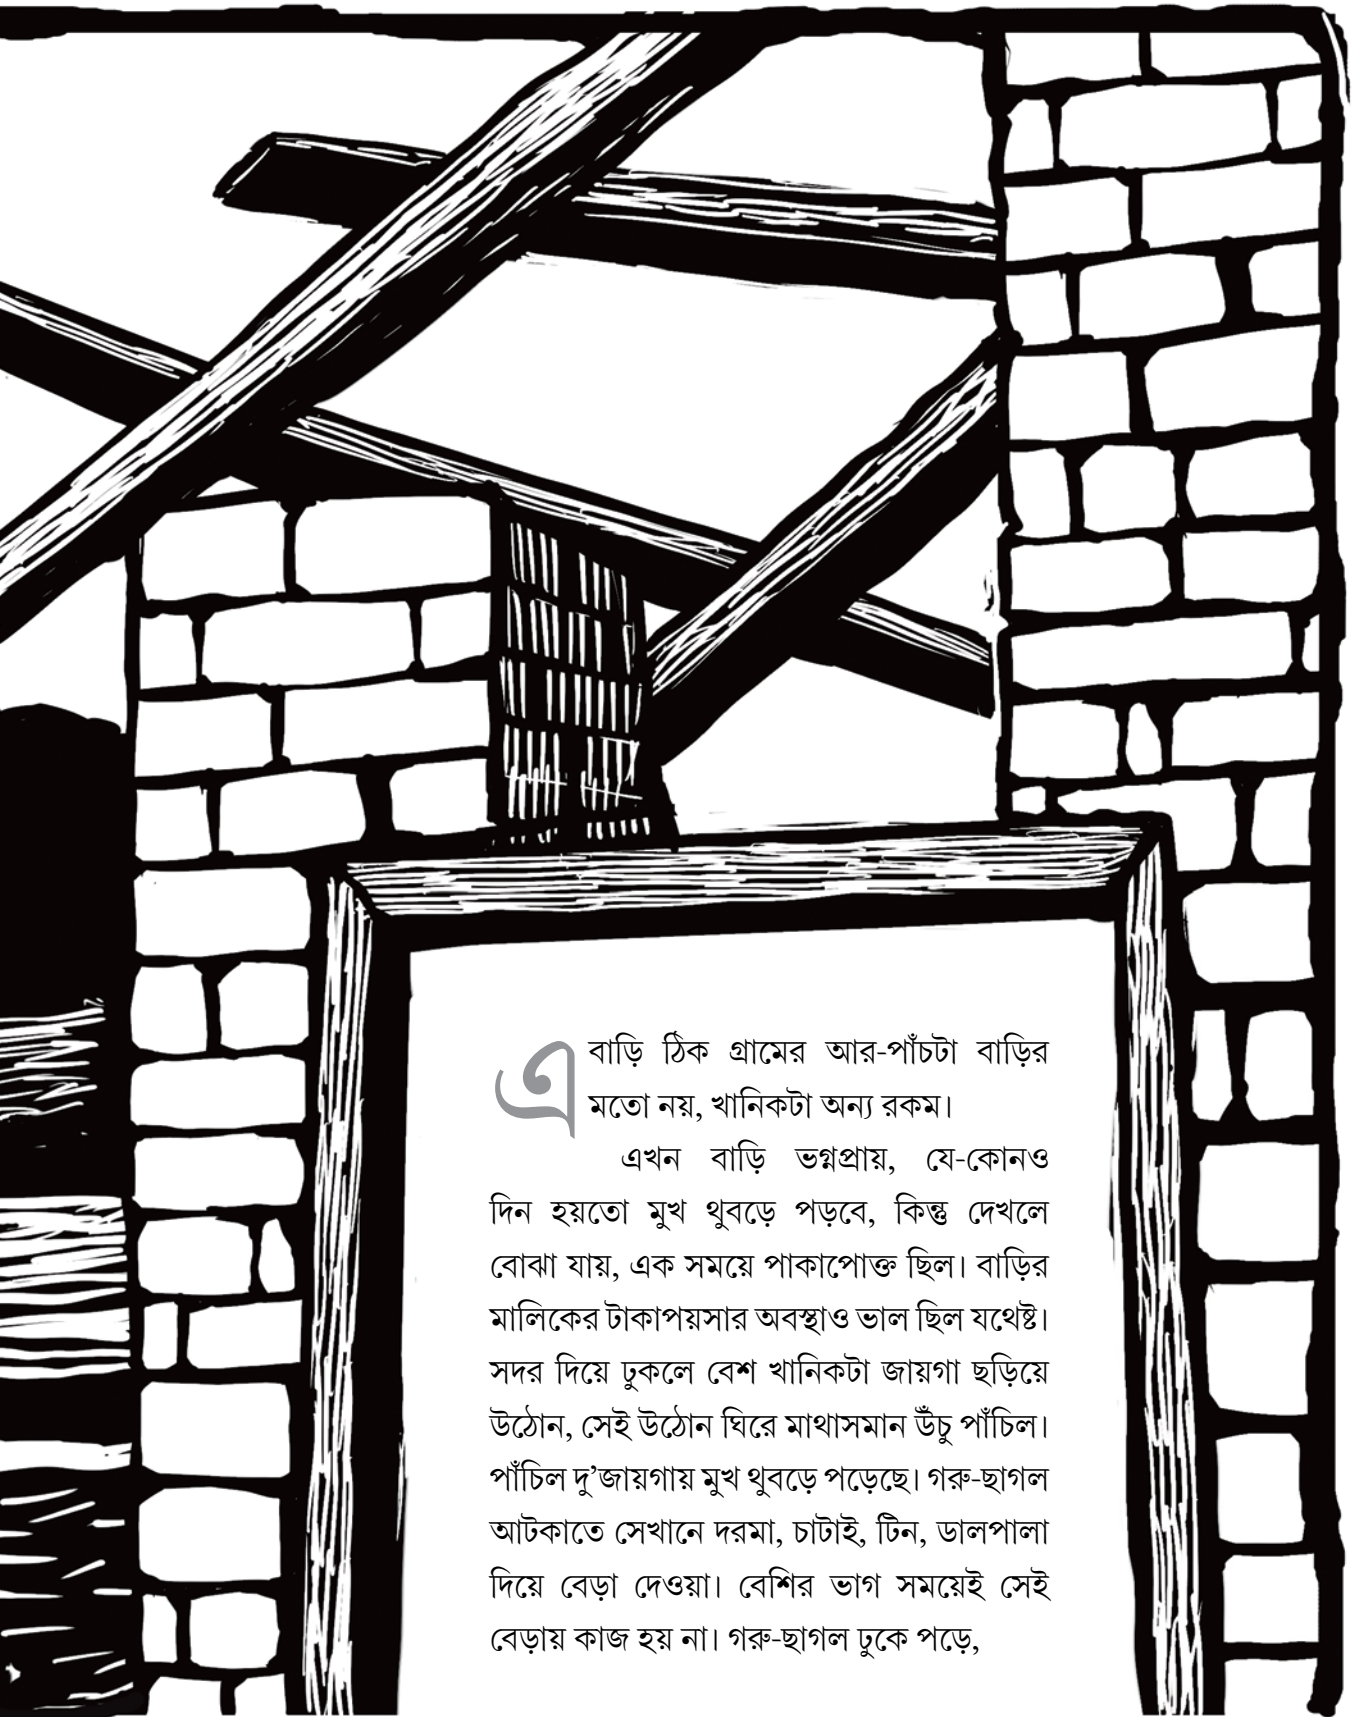 এ বাড়ি ঠিক গ্রামের আর-পাঁচটা বাড়ির
মতো নয়, খানিকটা অন্য রকম।
এখন বাড়ি ভগ্নপ্রায়, যে-কোনও
দিন হয়তো মুখ থুবড়ে পড়বে, কিন্তু দেখলে
বোঝা যায়, এক সময়ে পাকাপোক্ত ছিল। বাড়ির
মালিকের টাকাপয়সার অবস্থাও ভাল ছিল যথেষ্ট।
সদর দিয়ে ঢুকলে বেশ খানিকটা জায়গা ছড়িয়ে
উঠোন, সেই উঠোন ঘিরে মাথাসমান উঁচু পাঁচিল।
পাঁচিল দু’জায়গায় মুখ থুবড়ে পড়েছে। গরু-ছাগল
আটকাতে সেখানে দরমা, চাটাই, টিন, ডালপালা
দিয়ে বেড়া দেওয়া। বেশির ভাগ সময়েই সেই
বেড়ায় কাজ হয় না। গরু-ছাগল ঢুকে পড়ে,